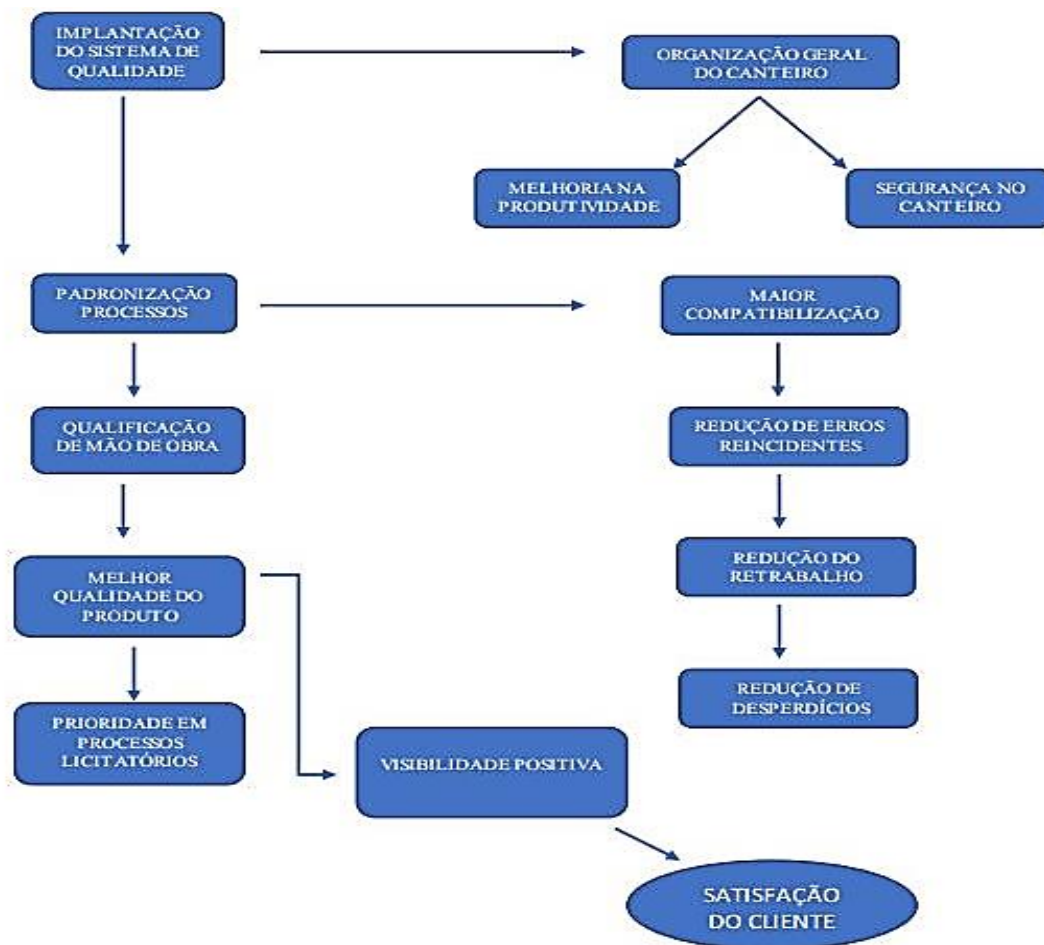 IMPLANTAÇÃO
DO SISTEMA DE
QUALIDADE
ORGANIZAÇÃO GERAL
DO CANTEIRO
MELHORIA NA
PRODUTIVIDADE
SEGURANÇA NO
CANTEIRO
PADRONIZAÇÃO
PROCESSOS
MAIOR
COMPATIBILIZAÇÃO
QUALIFICAÇÃO
DE MÃO DE OBRA
REDUÇÃO DE ERROS
REINCIDENTES
MELHOR
QUALIDADE DO
PRODUTO
REDUÇÃO DO
RETRABALHO
PRIORIDADE EM
PROCESSOS
LICITATÓRIOS
REDUÇÃO DE
DESPERDÍCIOS
VISIBILIDADE POSITIVA
SATISFAÇÃO
DO CLIENTE